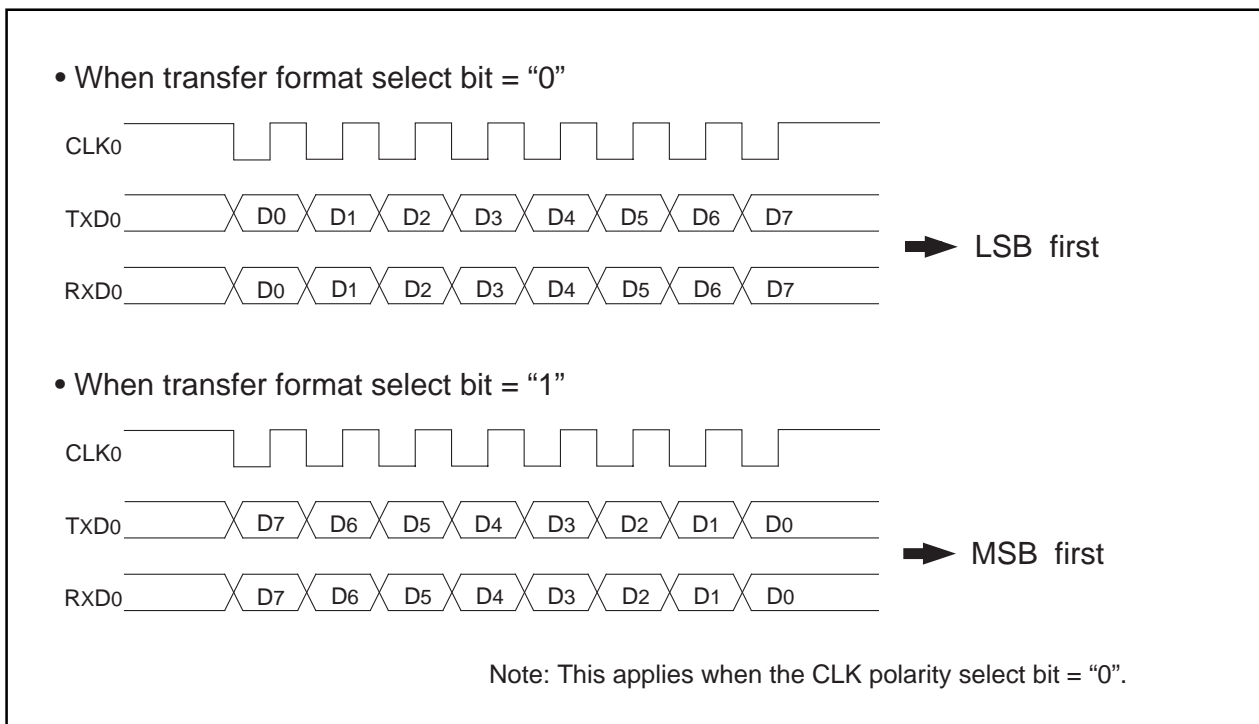 • When transfer format select bit = “0”
CLK0
TXD0 D0 D1 D2 D3 D4 D5 D6 D7
LSB first
RXD0 D0 D1 D2 D3 D4 D5 D6 D7
• When transfer format select bit = “1”
CLK0
TXD0 D7 D6 D5 D4 D3 D2 D1 D0
MSB first
RXD0 D7 D6 D5 D4 D3 D2 D1 D0
Note: This applies when the CLK polarity select bit = “0”.